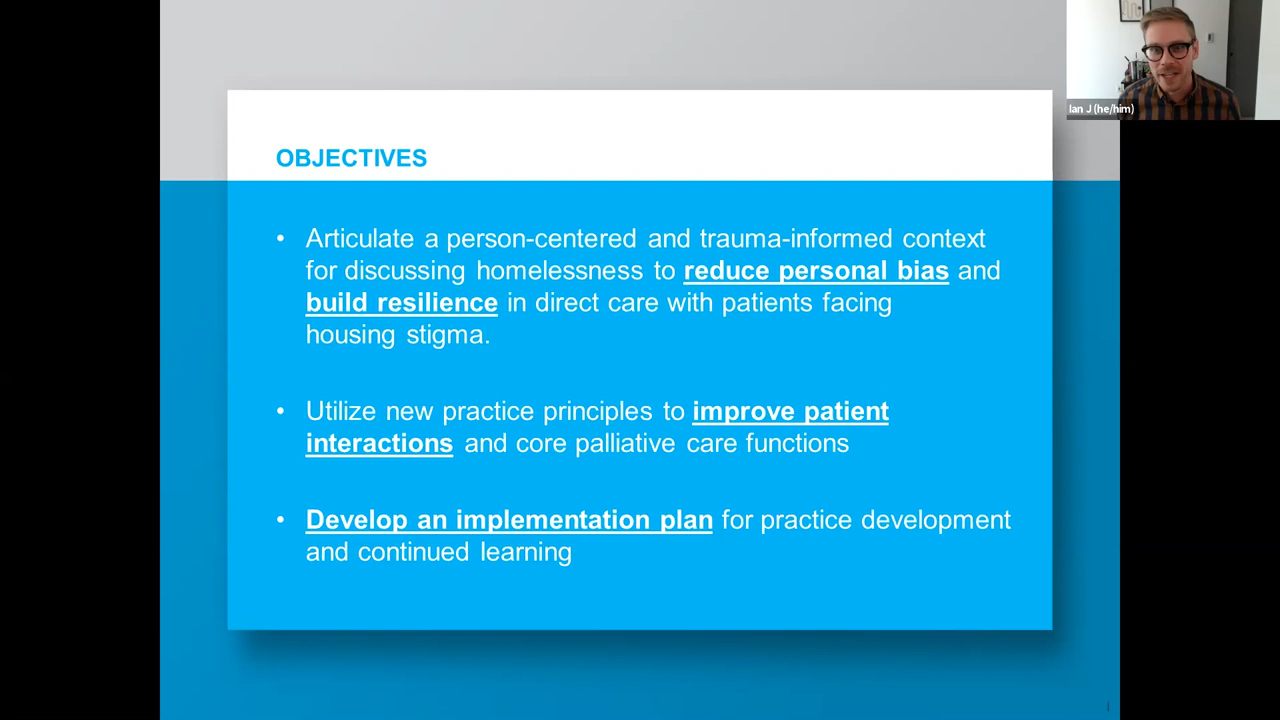 Ian J (he/him)
OBJECTIVES
• Articulate a person-centered and trauma-informed context
for discussing homelessness to reduce personal bias and
build resilience in direct care with patients facing
housing stigma.
• Utilize new practice principles to improve patient
interactions and core palliative care functions
• Develop an implementation plan for practice development
and continued learning